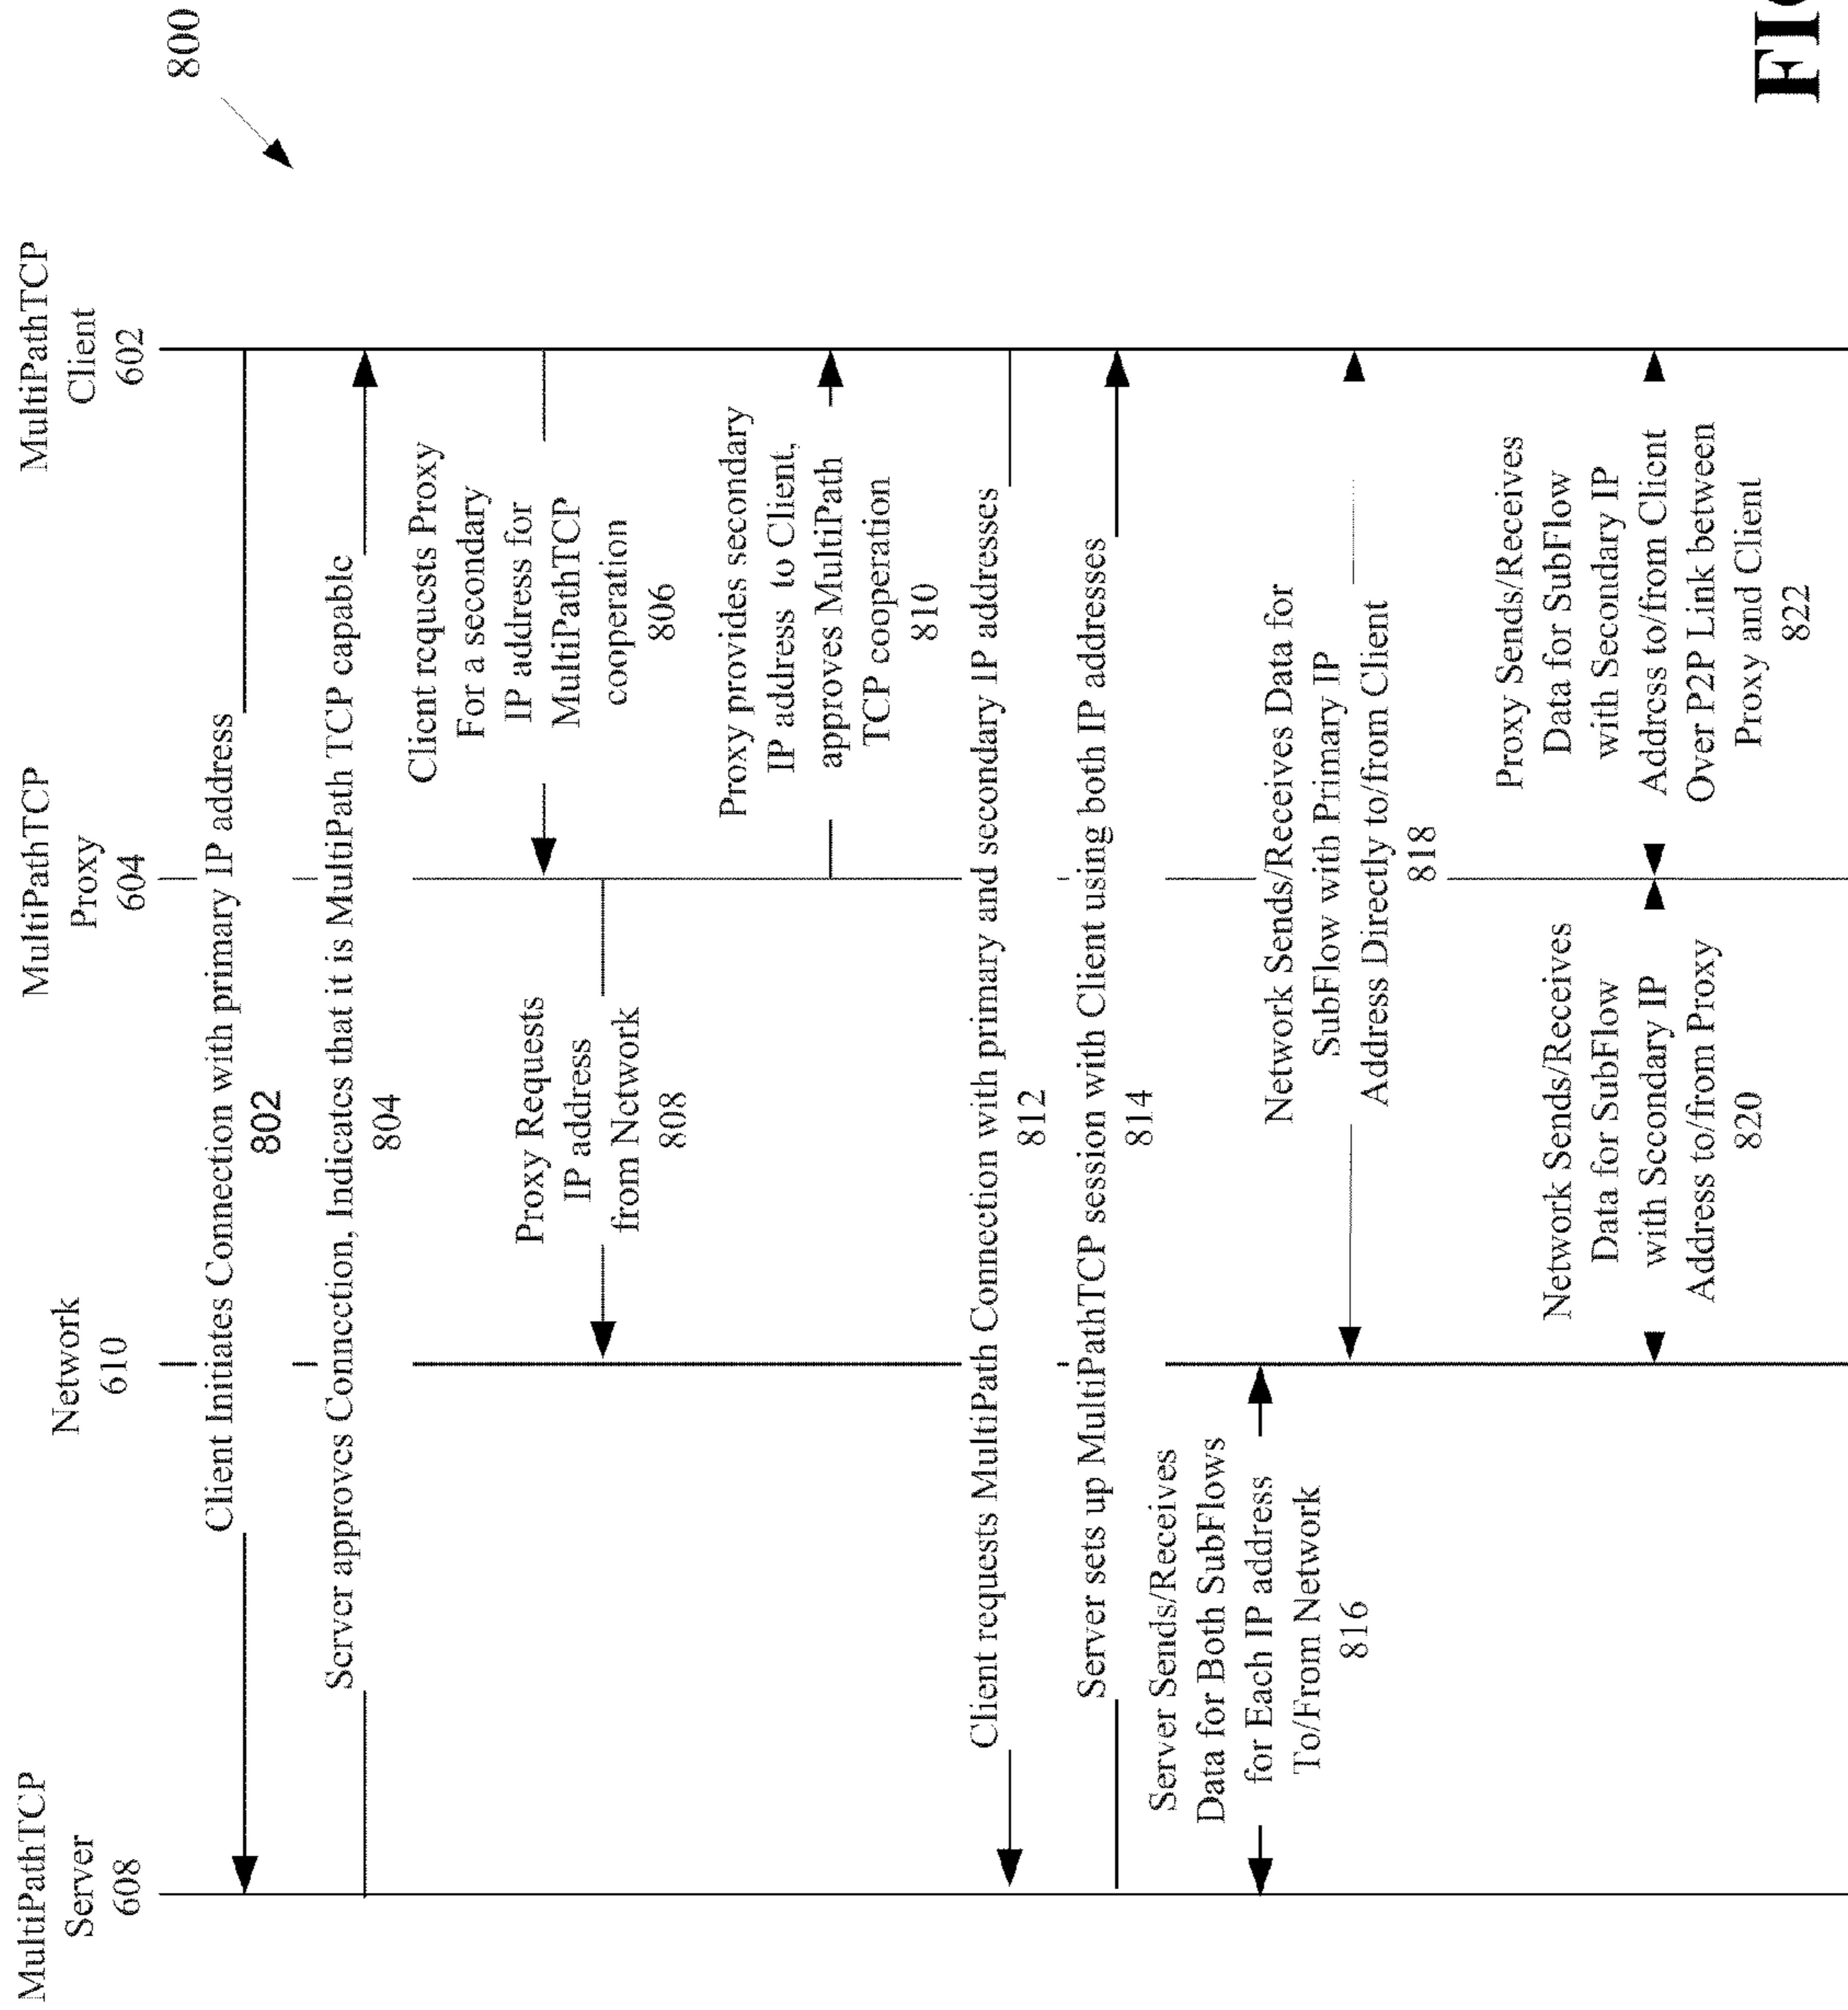 800
MultiPathTCP
Server
608
Network
610
MultiPathTCP
Proxy
604
MultiPathTCP
Client
602
Client Initiates Connection with primary IP address
802
Server approves Connection, Indicates that it is MultiPath TCP capable
804
Client requests Proxy
For a secondary
IP address for
MultiPathTCP
cooperation
806
Proxy Requests
IP address
from Network
808
Proxy provides secondary
IP address to Client,
approves MultiPath
TCP cooperation
810
Client requests MultiPath Connection with primary and secondary IP addresses
812
Server sets up MultiPathTCP session with Client using both IP addresses
814
Server Sends/Receives
Data for Both SubFlows
for Each IP address
To/From Network
816
Network Sends/Receives Data for
SubFlow with Primary IP
Address Directly to/from Client
818
Network Sends/Receives
Data for SubFlow
with Secondary IP
Address to/from Proxy
820
Proxy Sends/Receives
Data for SubFlow
with Secondary IP
Address to/from Client
Over P2P Link between
Proxy and Client
822